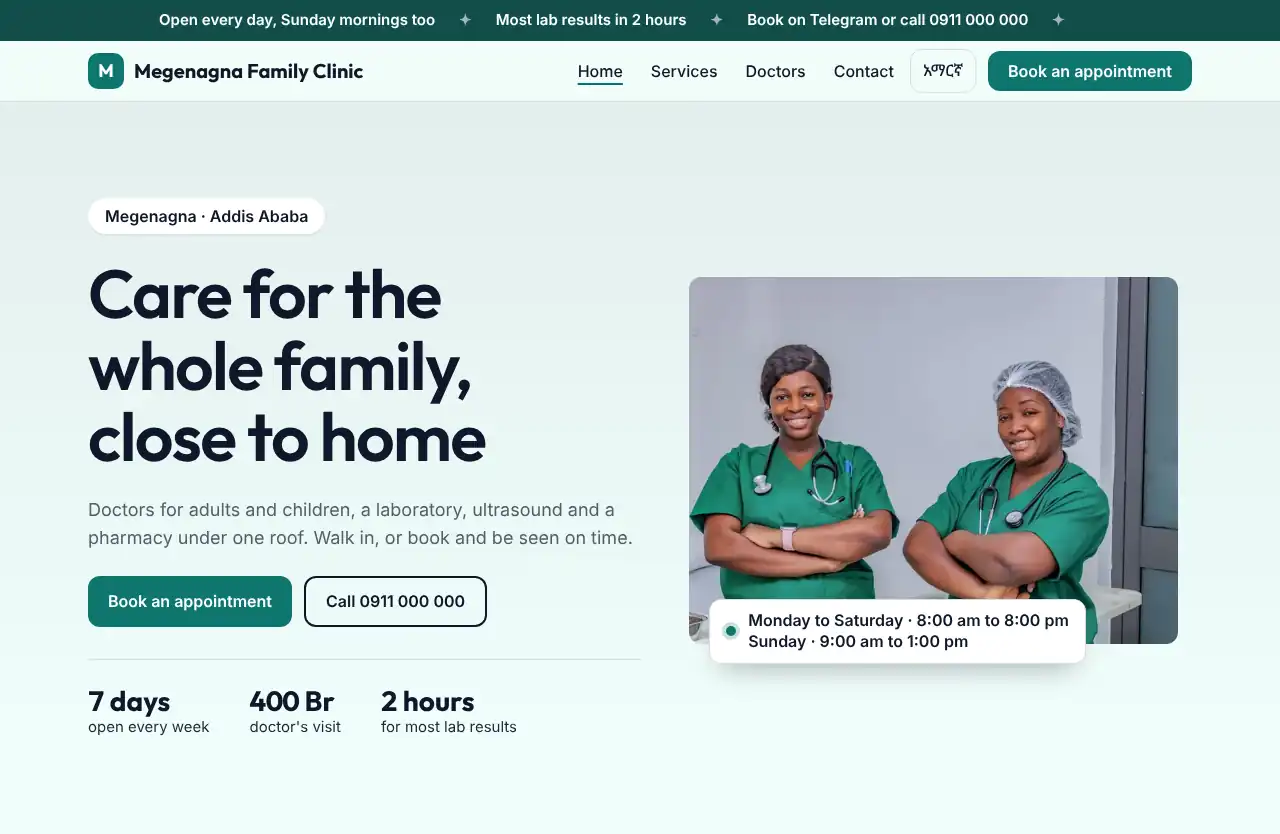 Open every day, Sunday mornings too ✦ Most lab results in 2 hours ✦ Book on Telegram or call 0911 000 000 ✦
M Megenagna Family Clinic Home Services Doctors Contact አማርኛ Book an appointment
Megenagna · Addis Ababa
Care for the
whole family,
close to home
Doctors for adults and children, a laboratory, ultrasound and a
pharmacy under one roof. Walk in, or book and be seen on time.
Book an appointment Call 0911 000 000
Monday to Saturday · 8:00 am to 8:00 pm
Sunday · 9:00 am to 1:00 pm
7 days 400 Br 2 hours
open every week doctor's visit for most lab results